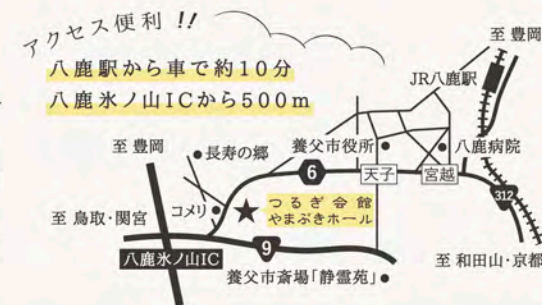 アクセス便利!!
八鹿駅から車で約10分
八鹿氷ノ山ICから500m
至 豊岡
JR八鹿駅
至 豊岡
長寿の郷
養父市役所
八鹿病院
6
天子
宮越
312
コメリ
つるぎ会館
やまぶきホール
至 鳥取・関宮
9
八鹿氷ノ山IC
至 和田山・京都
養父市斎場「静霊苑」